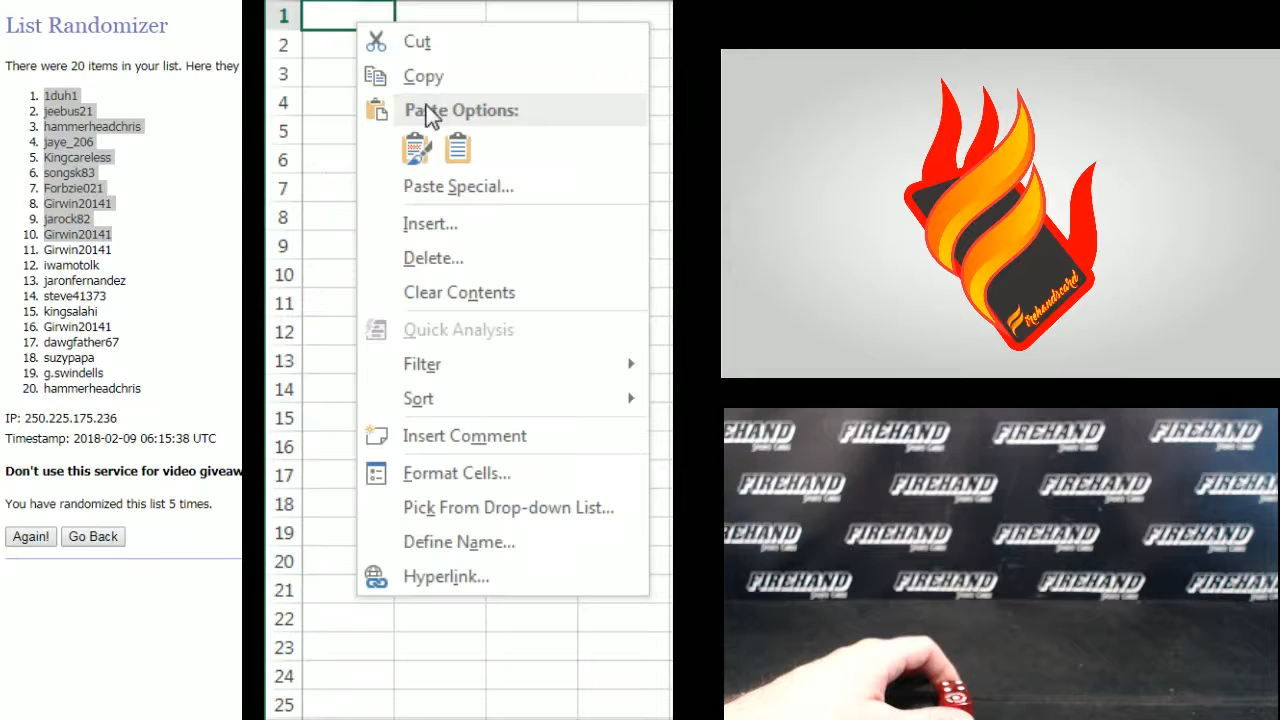 List Randomizer
There were 20 items in your list. Here they
1. 1duh1
2. jeebus21
3. hammerheadchris
4. jaye_206
5. Kingcareless
6. songsk83
7. Forbzie021
8. Girwin20141
9. jarock82
10. Girwin20141
11. Girwin20141
12. iwamotolk
13. jaronfernandez
14. steve41373
15. kingsalahi
16. Girwin20141
17. dawgfather67
18. suzypapa
19. g.swindells
20. hammerheadchris
IP: 250.225.175.236
Timestamp: 2018-02-09 06:15:38 UTC
Don't use this service for video giveaw
You have randomized this list 5 times.
Again! Go Back
1
2
3
4
5
6
7
8
9
10
11
12
13
14
15
16
17
18
19
20
21
22
23
24
25
Cut
Copy
Paste Options:
Paste Special...
Insert...
Delete...
Clear Contents
Quick Analysis
Filter
Sort
Insert Comment
Format Cells...
Pick From Drop-down List...
Define Name...
Hyperlink...
Firehandscard
EHAND FIREHAND FIREHAND FIREHAND
FIREHAND FIREHAND FIREHAND FIREHA
EHAND FIREHAND FIREHAND FIREHAND
FIREHAND FIREHAND FIREHAND FIREHA